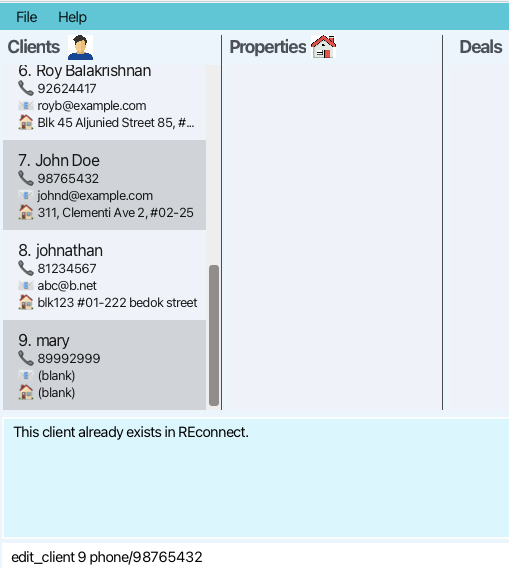 File Help
Clients Properties Deals
6. Roy Balakrishnan
92624417
royb@example.com
Blk 45 Aljunied Street 85, #...
7. John Doe
98765432
johnd@example.com
311, Clementi Ave 2, #02-25
8. johnathan
81234567
abc@b.net
blk123 #01-222 bedok street
9. mary
89992999
(blank)
(blank)
This client already exists in REconnect.
edit_client 9 phone/98765432